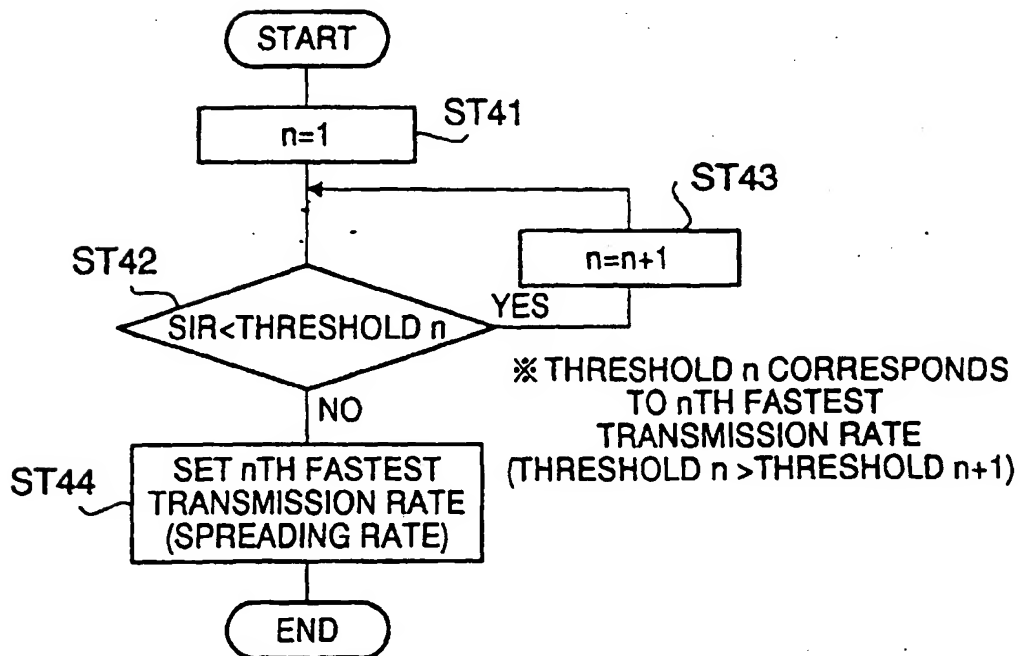 START
n=1
ST41
ST43
n=n+1
ST42
SIR<THRESHOLD n
YES
NO
※ THRESHOLD n CORRESPONDS
TO nTH FASTEST
TRANSMISSION RATE
(THRESHOLD n >THRESHOLD n+1)
ST44
SET nTH FASTEST
TRANSMISSION RATE
(SPREADING RATE)
END